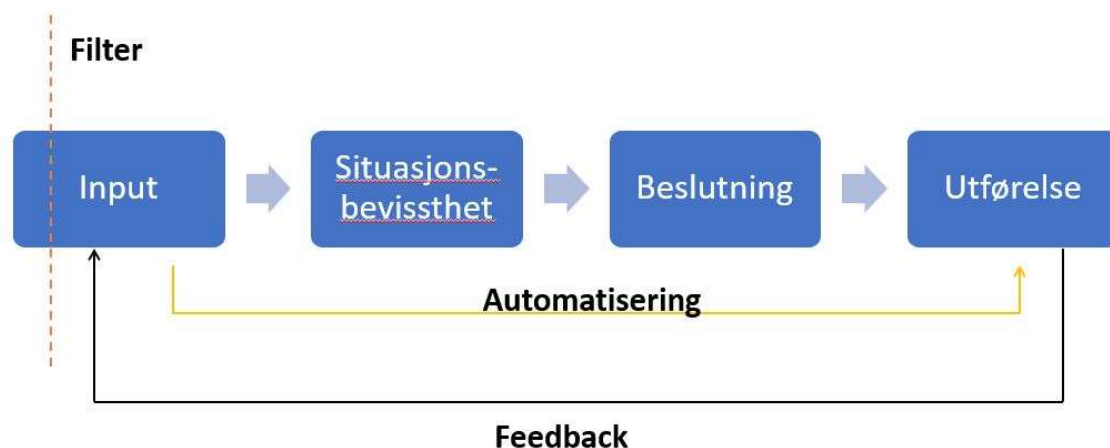 Filter
Input
Situasjons-
bevissthet
Beslutning
Utførelse
Automatisering
Feedback